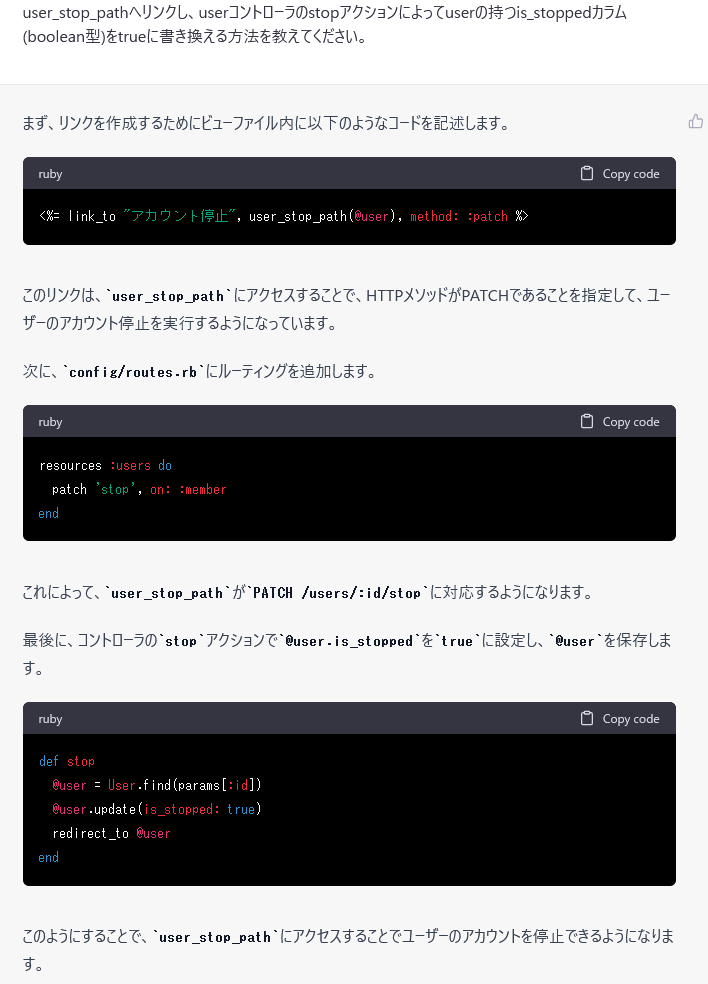 user_stop_pathへリンクし、userコントローラのstopアクションによってuserの持つis_stoppedカラム
(boolean型)をtrueに書き換える方法を教えてください。
まず、リンクを作成するためにビューファイル内に以下のようなコードを記述します。
ruby Copy code
<%= link_to "アカウント停止", user_stop_path(@user), method: :patch %>
このリンクは、`user_stop_path`にアクセスすることで、HTTPメソッドがPATCHであることを指定して、ユー
ザーのアカウント停止を実行するようになっています。
次に、`config/routes.rb`にルーティングを追加します。
ruby Copy code
resources :users do
  patch 'stop', on: :member
end
これによって、`user_stop_path`が`PATCH /users/:id/stop`に対応するようになります。
最後に、コントローラの`stop`アクションで`@user.is_stopped`を`true`に設定し、`@user`を保存しま
す。
ruby Copy code
def stop
  @user = User.find(params[:id])
  @user.update(is_stopped: true)
  redirect_to @user
end
このようにすることで、`user_stop_path`にアクセスすることでユーザーのアカウントを停止できるようになりま
す。